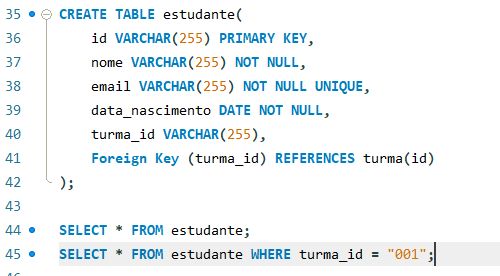 35 CREATE TABLE estudante(
36 id VARCHAR(255) PRIMARY KEY,
37 nome VARCHAR(255) NOT NULL,
38 email VARCHAR(255) NOT NULL UNIQUE,
39 data_nascimento DATE NOT NULL,
40 turma_id VARCHAR(255),
41 Foreign Key (turma_id) REFERENCES turma(id)
42 );
43
44 SELECT * FROM estudante;
45 SELECT * FROM estudante WHERE turma_id = "001";